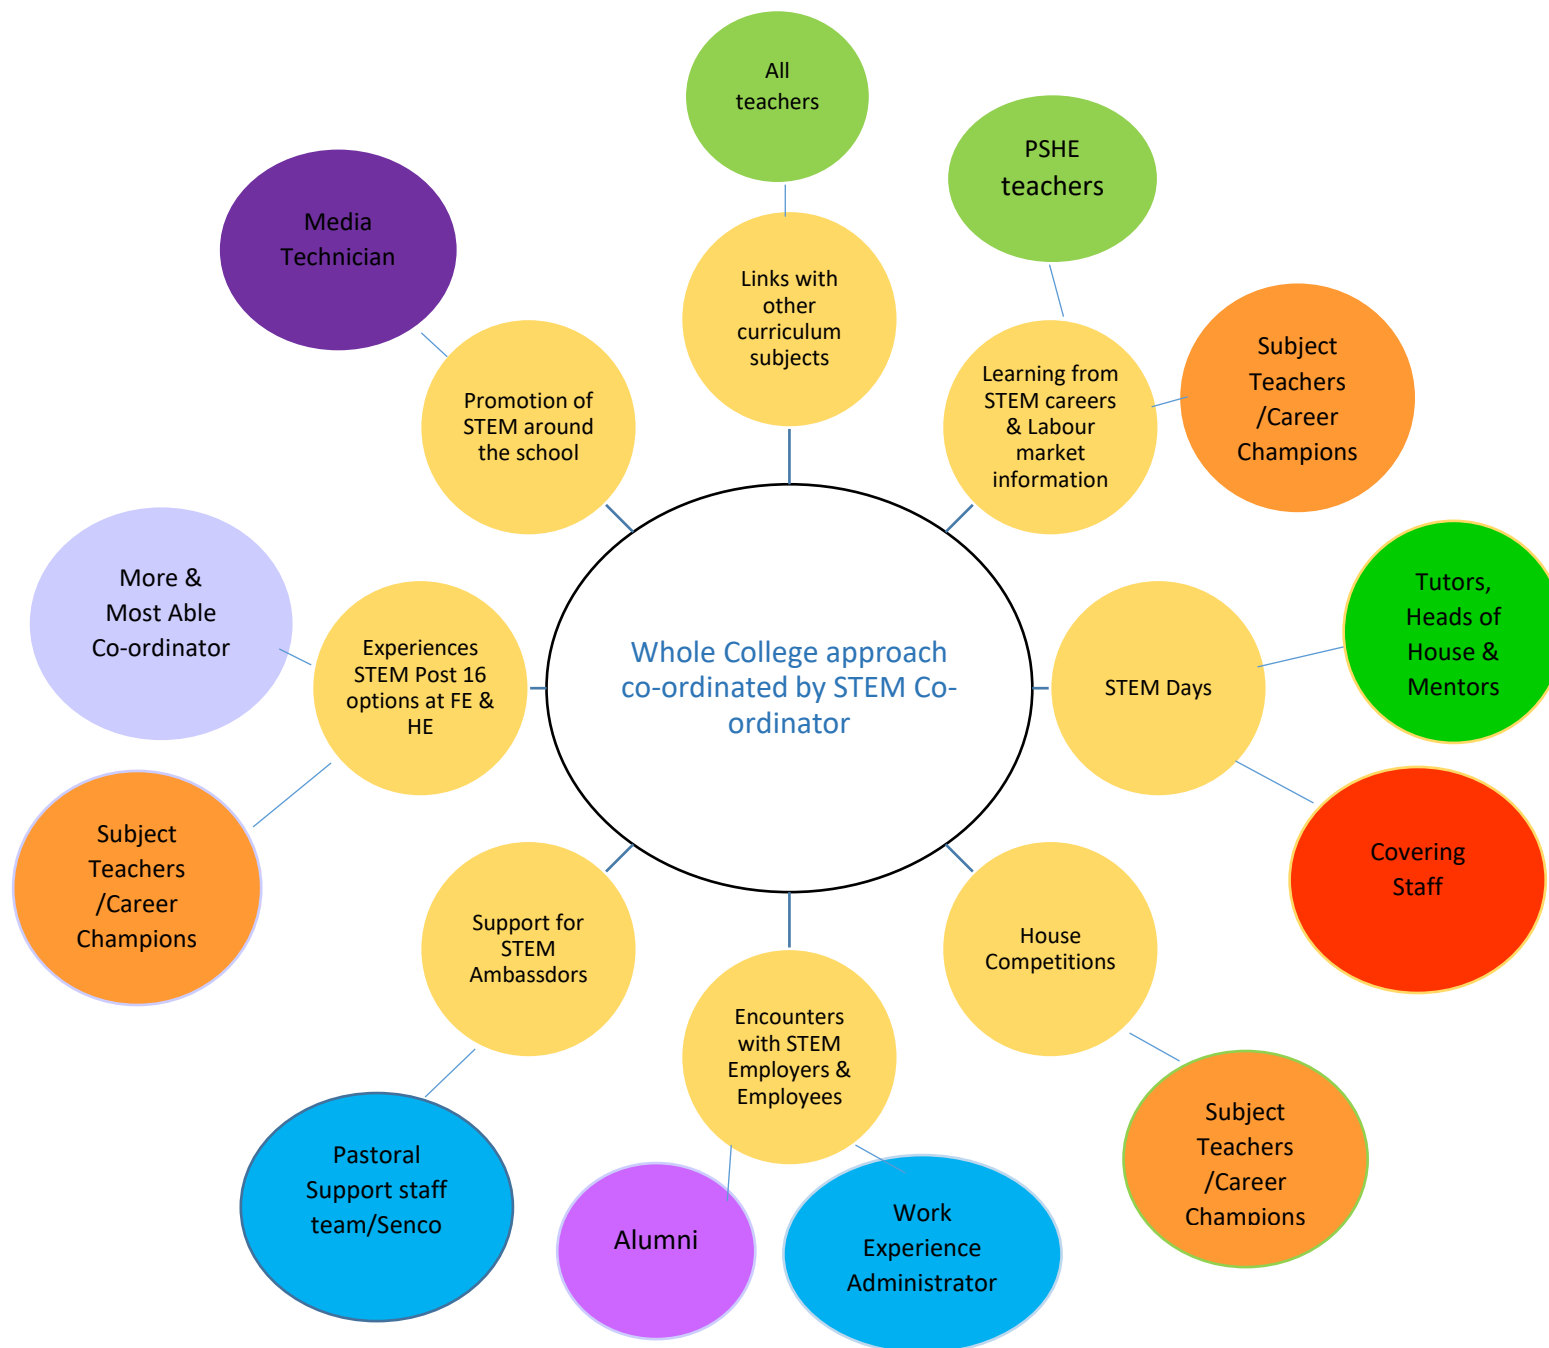 All
teachers
PSHE
teachers
Media
Technician
Links with
other
curriculum
subjects
Subject
Teachers
/Career
Champions
Learning from
STEM careers
& Labour
market
information
Promotion of
STEM around
the school
More &
Most Able
Co-ordinator
Experiences
STEM Post 16
options at FE &
HE
Whole College approach
co-ordinated by STEM Co-
ordinator
STEM Days
Tutors,
Heads of
House &
Mentors
Subject
Teachers
/Career
Champions
Covering
Staff
Support for
STEM
Ambassdors
House
Competitions
Encounters
with STEM
Employers &
Employees
Pastoral
Support staff
team/Senco
Alumni
Work
Experience
Administrator
Subject
Teachers
/Career
Champions